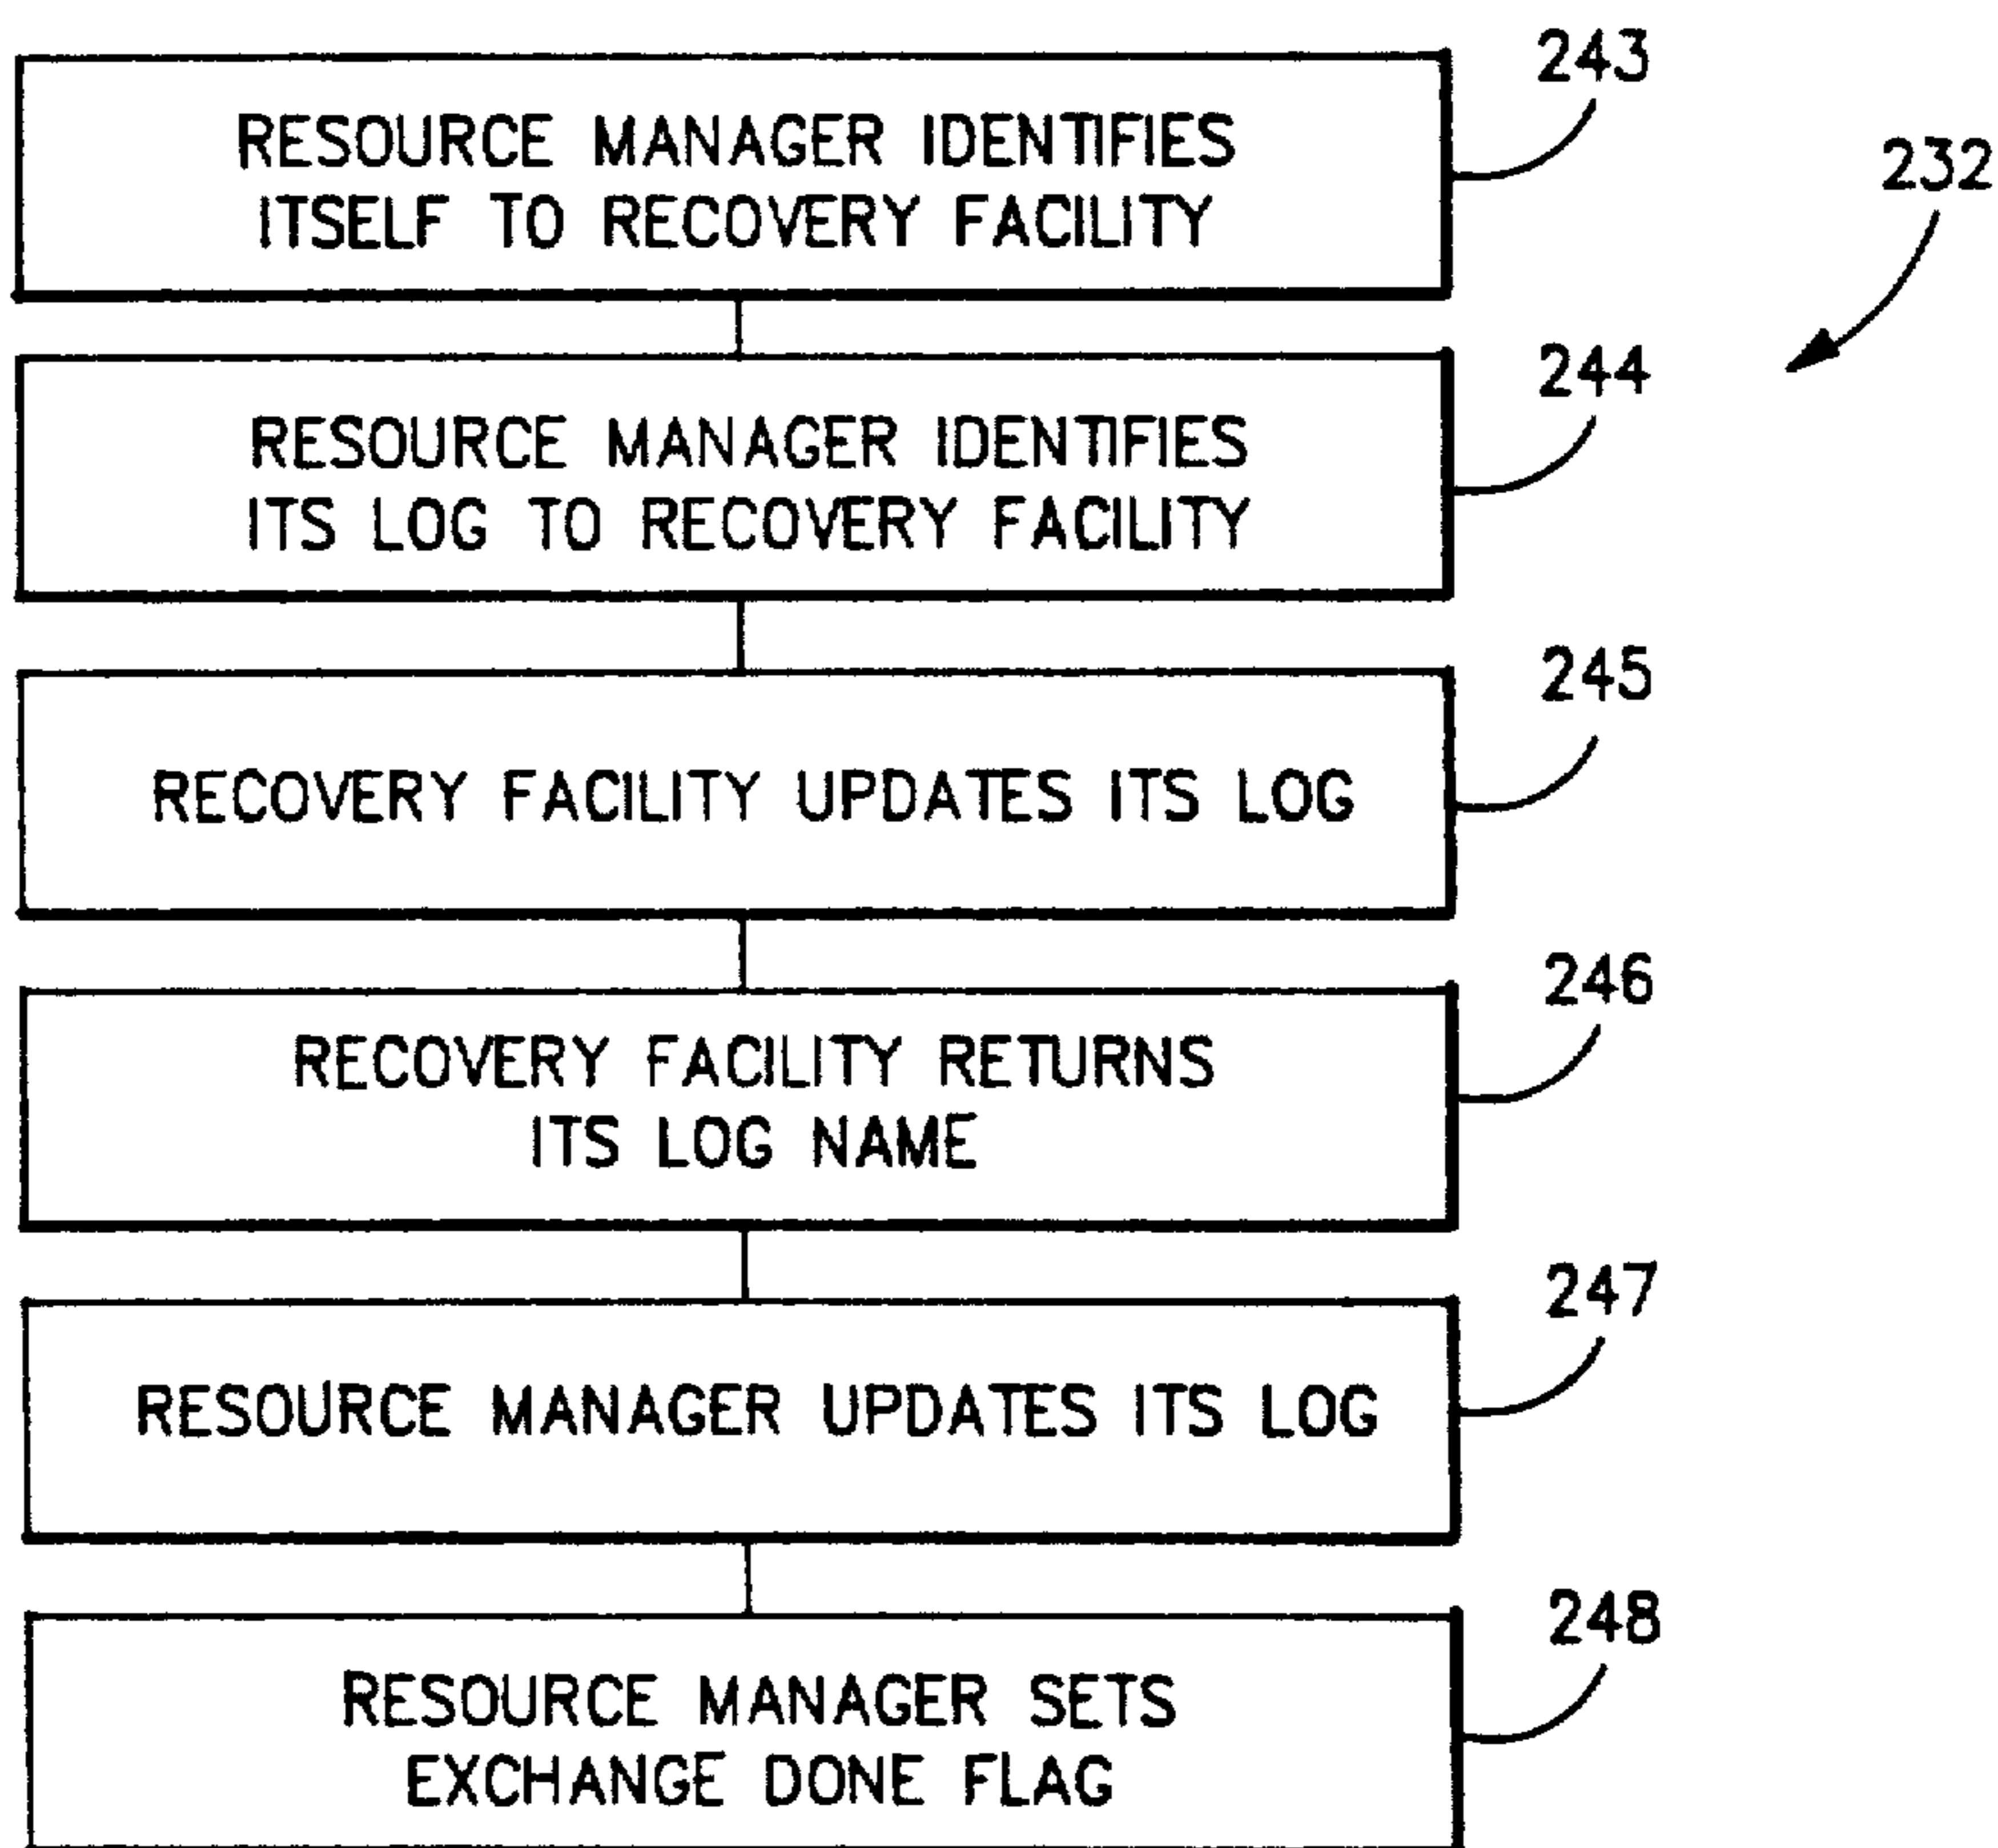 243
RESOURCE MANAGER IDENTIFIES
ITSELF TO RECOVERY FACILITY
232
244
RESOURCE MANAGER IDENTIFIES
ITS LOG TO RECOVERY FACILITY
245
RECOVERY FACILITY UPDATES ITS LOG
246
RECOVERY FACILITY RETURNS
ITS LOG NAME
247
RESOURCE MANAGER UPDATES ITS LOG
248
RESOURCE MANAGER SETS
EXCHANGE DONE FLAG